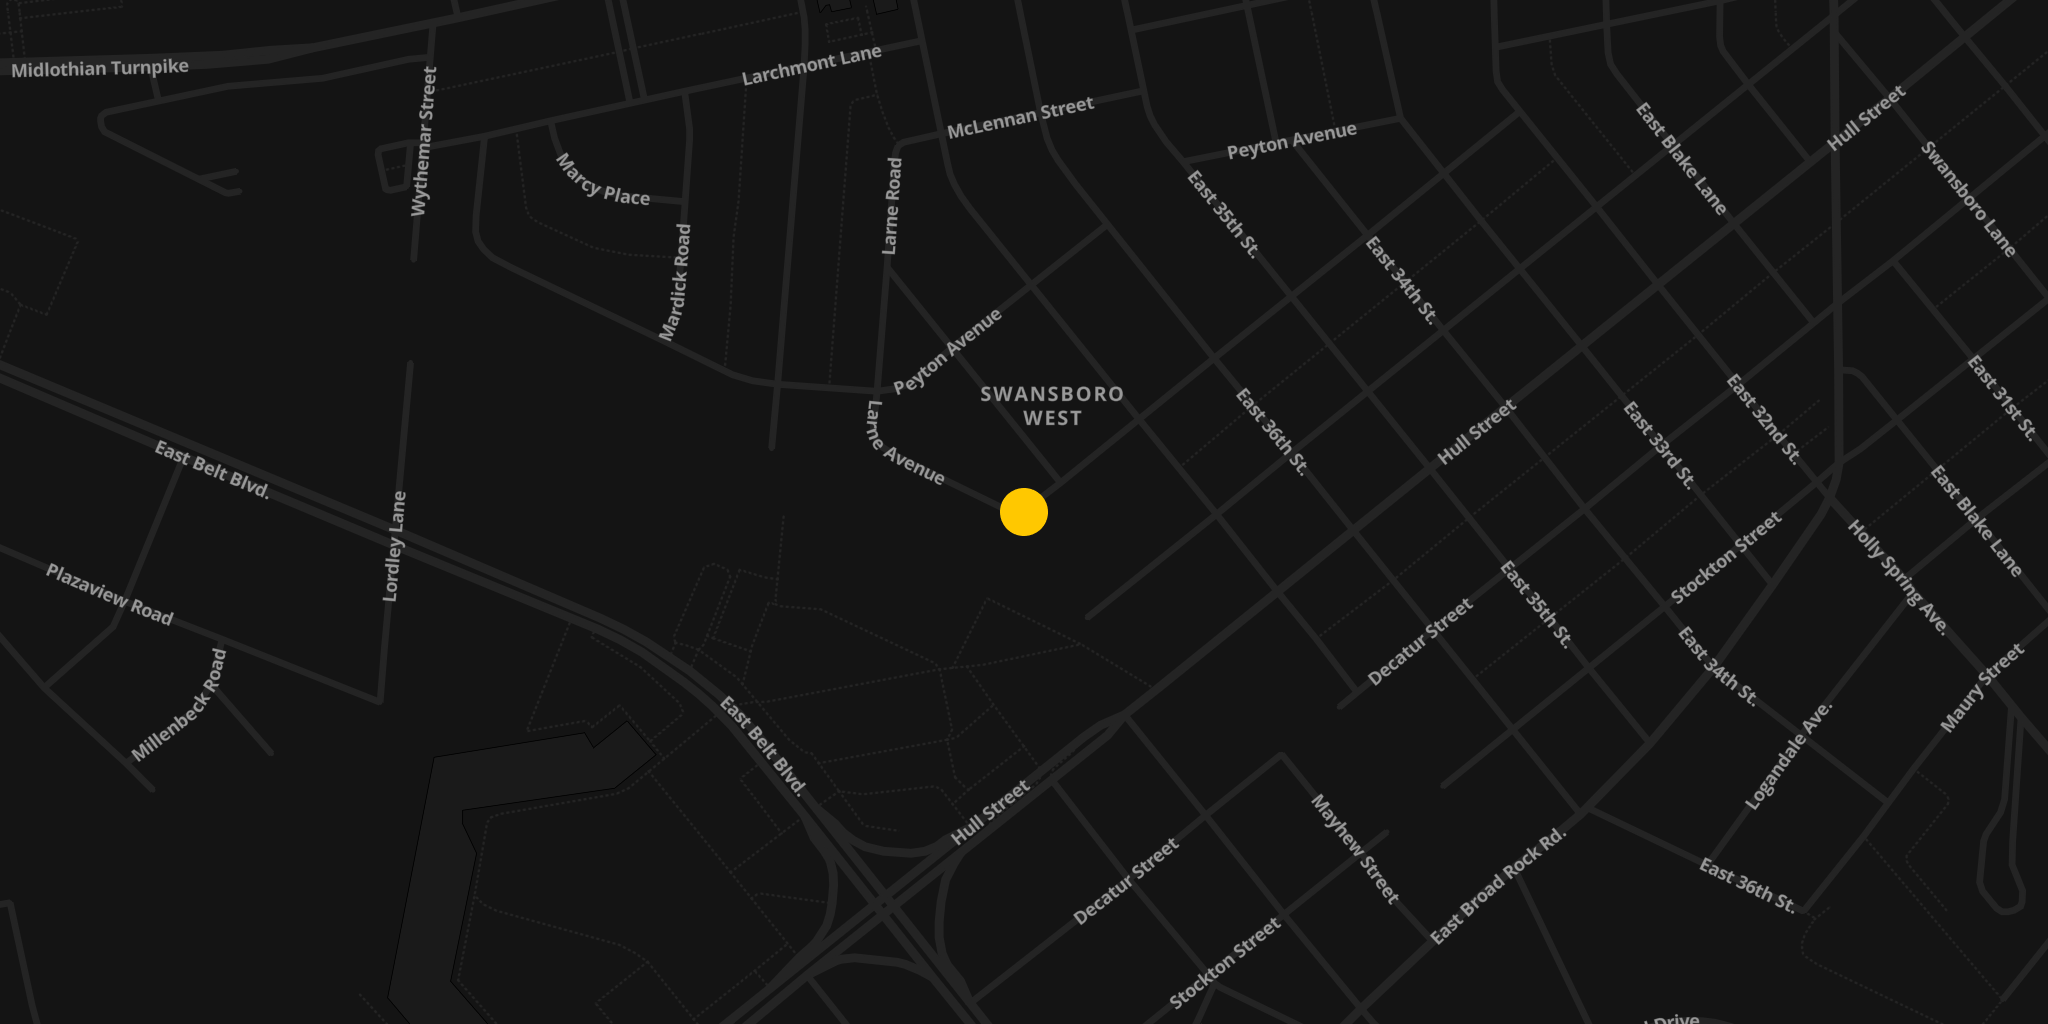 Midlothian Turnpike
Larchmont Lane
McLennan Street
Wythemar Street
Peyton Avenue
Hull Street
East Blake Lane
Swansboro Lane
Marcy Place
Larne Road
East 35th St.
Mardick Road
East 34th St.
Peyton Avenue
SWANSBORO
WEST
East 31st St.
East 36th St.
Hull Street
East 33rd St.
East 32nd St.
Larne Avenue
East Belt Blvd.
East Blake Lane
Lordley Lane
Stockton Street
Holly Spring Ave.
Plazaview Road
East 35th St.
Decatur Street
East 34th St.
Maury Street
Millenbeck Road
East Belt Blvd.
Logandale Ave.
Hull Street
Mayhew Street
Decatur Street
East Broad Rock Rd.
East 36th St.
Stockton Street
Drive